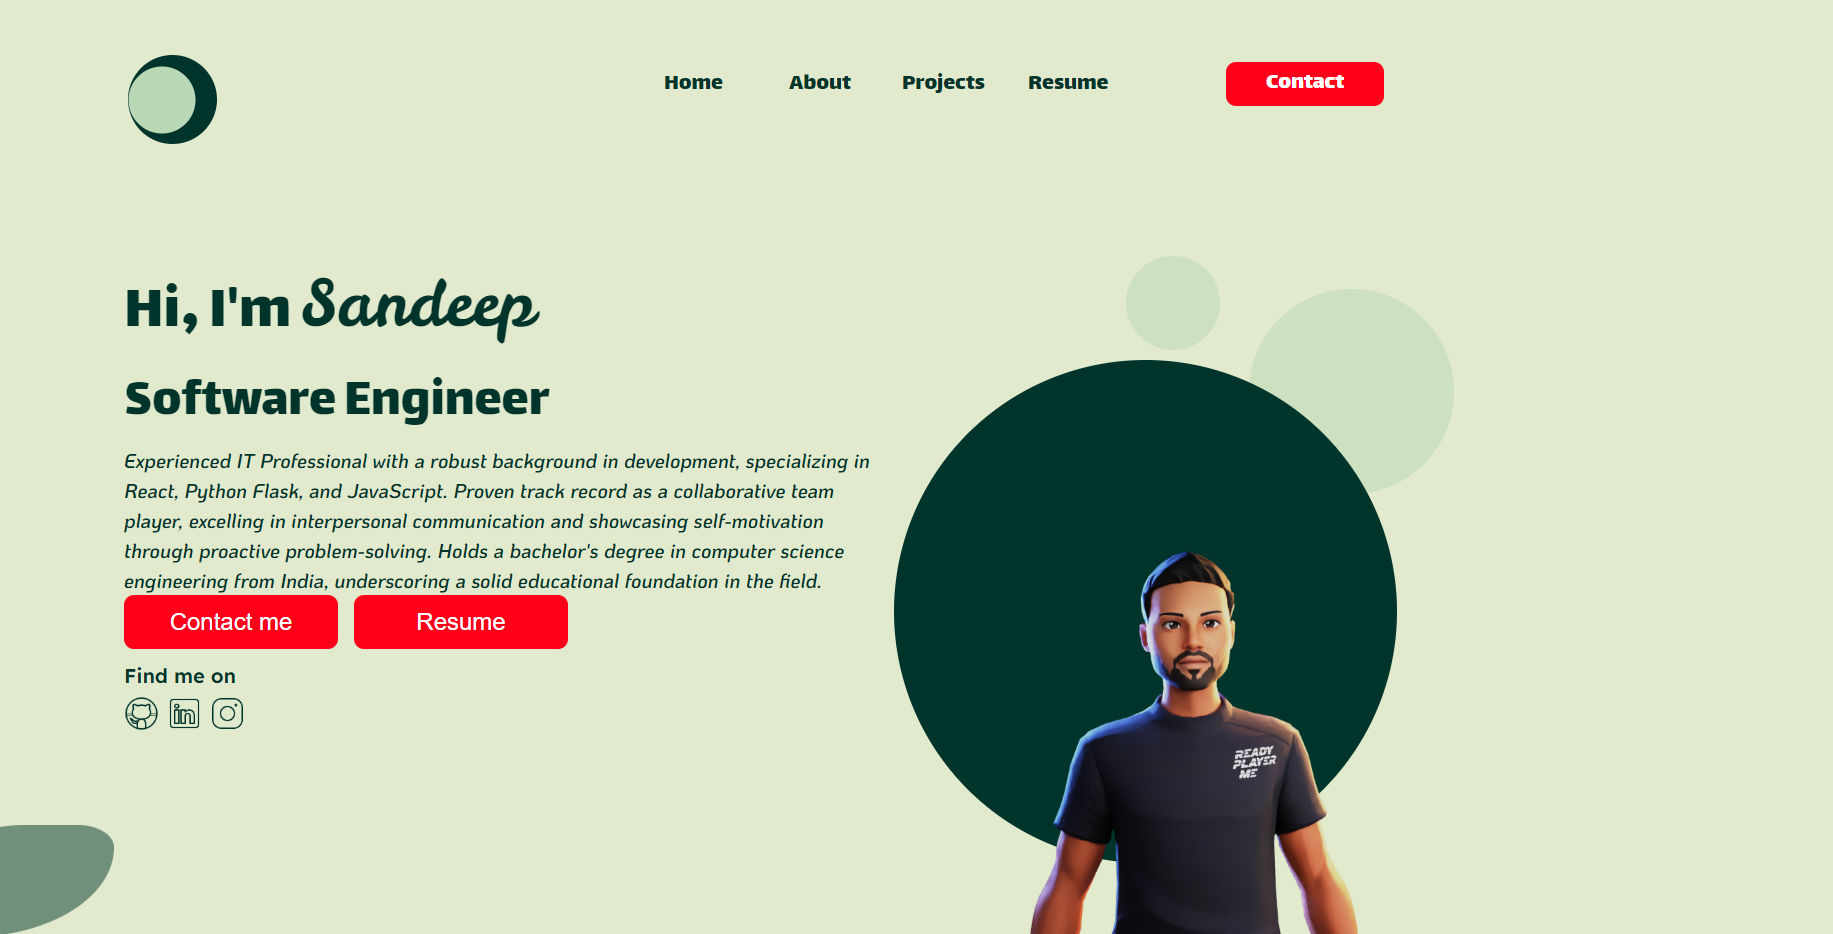 Home About Projects Resume Contact
Hi, I'm Sandeep
Software Engineer
Experienced IT Professional with a robust background in development, specializing in
React, Python Flask, and JavaScript. Proven track record as a collaborative team
player, excelling in interpersonal communication and showcasing self-motivation
through proactive problem-solving. Holds a bachelor's degree in computer science
engineering from India, underscoring a solid educational foundation in the field.
Contact me Resume
Find me on
in
READY
PLAYER
ME